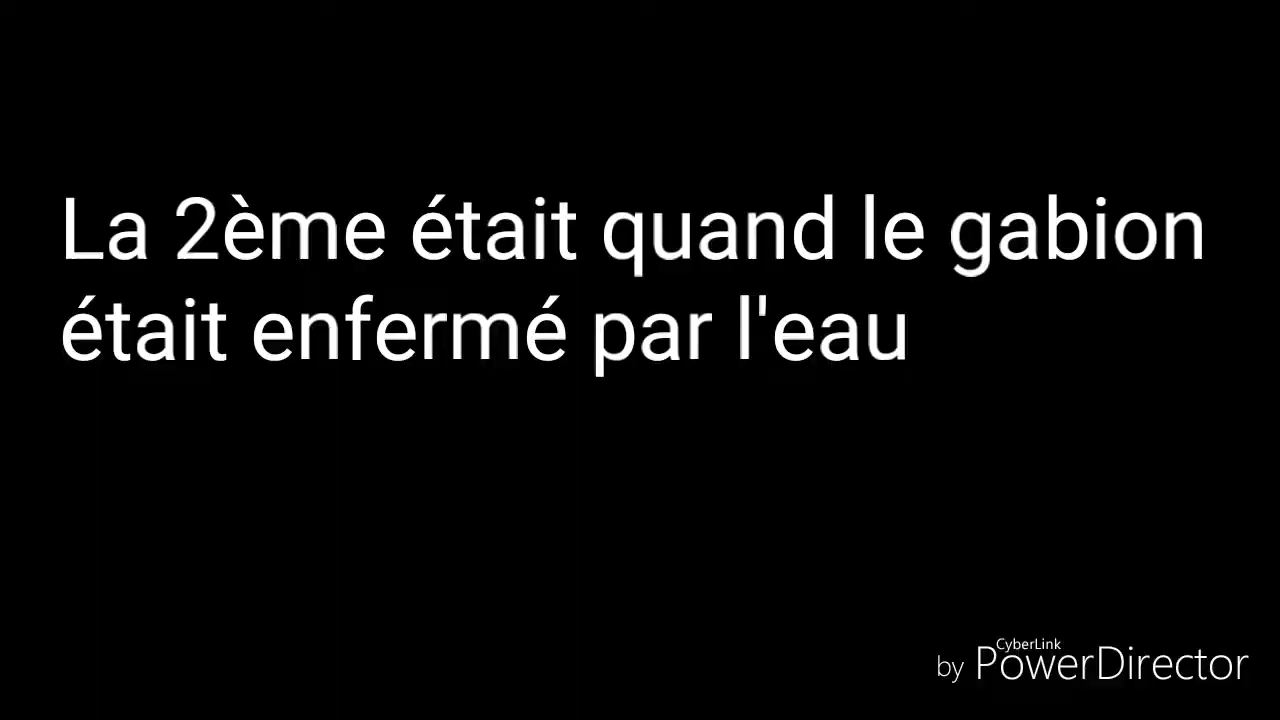 La 2ème était quand le gabion
était enfermé par l'eau
CyberLink
by PowerDirector